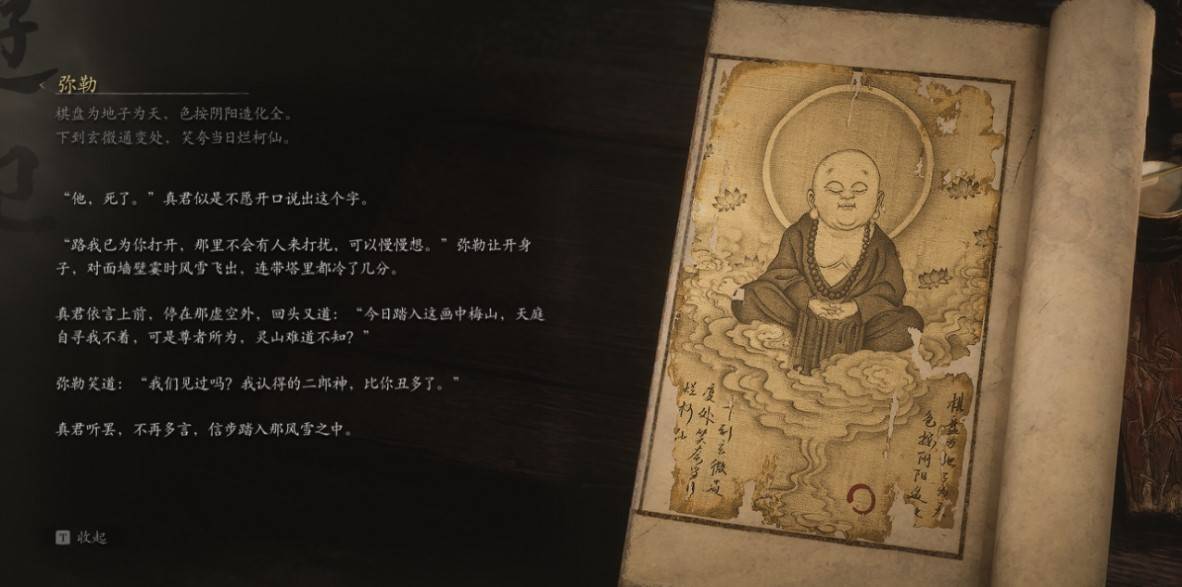 弥勒
棋盘为地子为天，色按阴阳造化全。
下到玄微通变处，笑夸当日烂柯仙。
“他，死了。”真君似是不愿开口说出这个字。
“路我已为你打开，那里不会有人来打扰，可以慢慢想。”弥勒让开身
子，对面墙壁霎时风雪飞出，连带塔里都冷了几分。
真君依言上前，停在那虚空外，回头又道：“今日踏入这画中梅山，天庭
自寻我不着，可是尊者所为，灵山难道不知？”
弥勒笑道：“我们见过吗？我认得的二郎神，比你丑多了。”
真君听罢，不再多言，信步踏入那风雪之中。
T 收起
棋盘为地子为天
色按阴阳造
下到玄微通
变处笑夸当日
烂柯仙